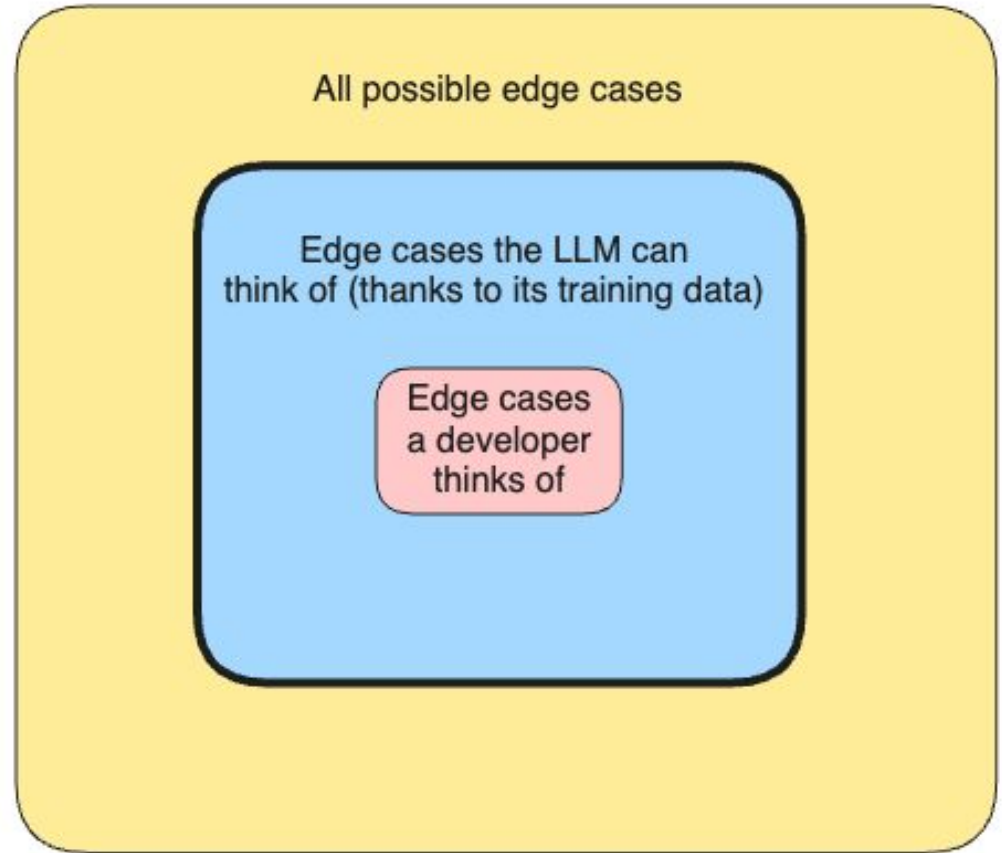 All possible edge cases
Edge cases the LLM can
think of (thanks to its training data)
Edge cases
a developer
thinks of